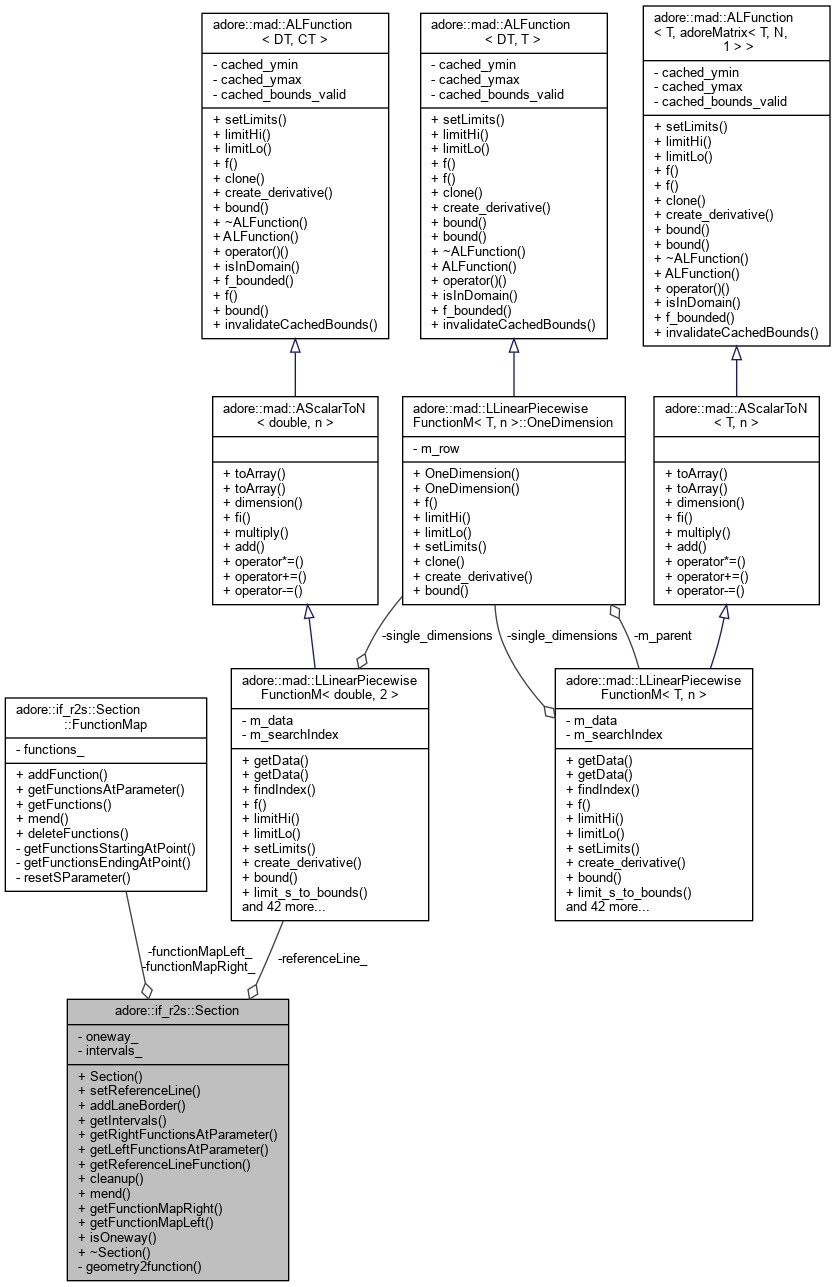 adore::mad::ALFunction
< DT, CT >
- cached_ymin
- cached_ymax
- cached_bounds_valid
+ setLimits()
+ limitHi()
+ limitLo()
+ f()
+ clone()
+ create_derivative()
+ bound()
+ ~ALFunction()
+ ALFunction()
+ operator()()
+ isInDomain()
+ f_bounded()
+ f()
+ bound()
+ invalidateCachedBounds()
adore::mad::ALFunction
< DT, T >
- cached_ymin
- cached_ymax
- cached_bounds_valid
+ setLimits()
+ limitHi()
+ limitLo()
+ f()
+ f()
+ clone()
+ create_derivative()
+ bound()
+ bound()
+ ~ALFunction()
+ ALFunction()
+ operator()()
+ isInDomain()
+ f_bounded()
+ invalidateCachedBounds()
adore::mad::ALFunction
< T, adoreMatrix< T, N,
1 > >
- cached_ymin
- cached_ymax
- cached_bounds_valid
+ setLimits()
+ limitHi()
+ limitLo()
+ f()
+ f()
+ clone()
+ create_derivative()
+ bound()
+ bound()
+ ~ALFunction()
+ ALFunction()
+ operator()()
+ isInDomain()
+ f_bounded()
+ invalidateCachedBounds()
adore::mad::AScalarToN
< double, n >
+ toArray()
+ toArray()
+ dimension()
+ fi()
+ multiply()
+ add()
+ operator*=()
+ operator+=()
+ operator-=()
adore::mad::LLinearPiecewise
FunctionM< T, n >::OneDimension
- m_row
+ OneDimension()
+ OneDimension()
+ f()
+ limitHi()
+ limitLo()
+ setLimits()
+ clone()
+ create_derivative()
+ bound()
adore::mad::AScalarToN
< T, n >
+ toArray()
+ toArray()
+ dimension()
+ fi()
+ multiply()
+ add()
+ operator*=()
+ operator+=()
+ operator-=()
-single_dimensions
-single_dimensions
-m_parent
adore::if_r2s::Section
::FunctionMap
- functions_
+ addFunction()
+ getFunctionsAtParameter()
+ getFunctions()
+ mend()
+ deleteFunctions()
- getFunctionsStartingAtPoint()
- getFunctionsEndingAtPoint()
- resetSParameter()
adore::mad::LLinearPiecewise
FunctionM< double, 2 >
- m_data
- m_searchIndex
+ getData()
+ getData()
+ findIndex()
+ f()
+ limitHi()
+ limitLo()
+ setLimits()
+ create_derivative()
+ bound()
+ limit_s_to_bounds()
and 42 more...
adore::mad::LLinearPiecewise
FunctionM< T, n >
- m_data
- m_searchIndex
+ getData()
+ getData()
+ findIndex()
+ f()
+ limitHi()
+ limitLo()
+ setLimits()
+ create_derivative()
+ bound()
+ limit_s_to_bounds()
and 42 more...
-functionMapLeft_
-functionMapRight_
-referenceLine_
adore::if_r2s::Section
- oneway_
- intervals_
+ Section()
+ setReferenceLine()
+ addLaneBorder()
+ getIntervals()
+ getRightFunctionsAtParameter()
+ getLeftFunctionsAtParameter()
+ getReferenceLineFunction()
+ cleanup()
+ mend()
+ getFunctionMapRight()
+ getFunctionMapLeft()
+ isOneway()
+ ~Section()
- geometry2function()